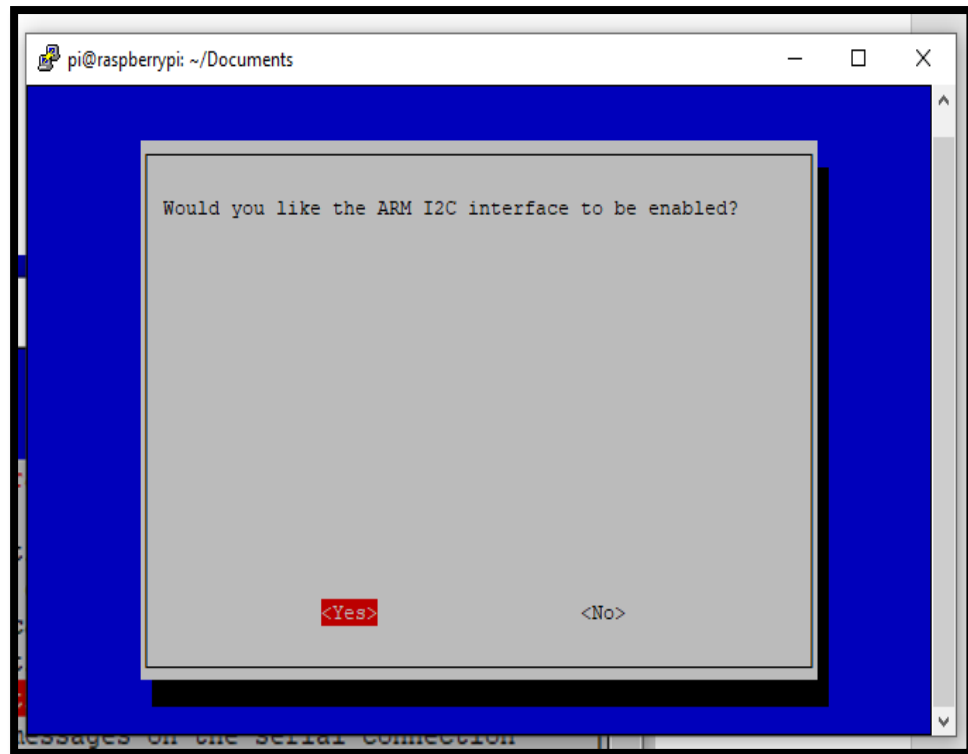 pi@raspberrypi: ~/Documents
Would you like the ARM I2C interface to be enabled?
<Yes> <No>
messages on the serial connection